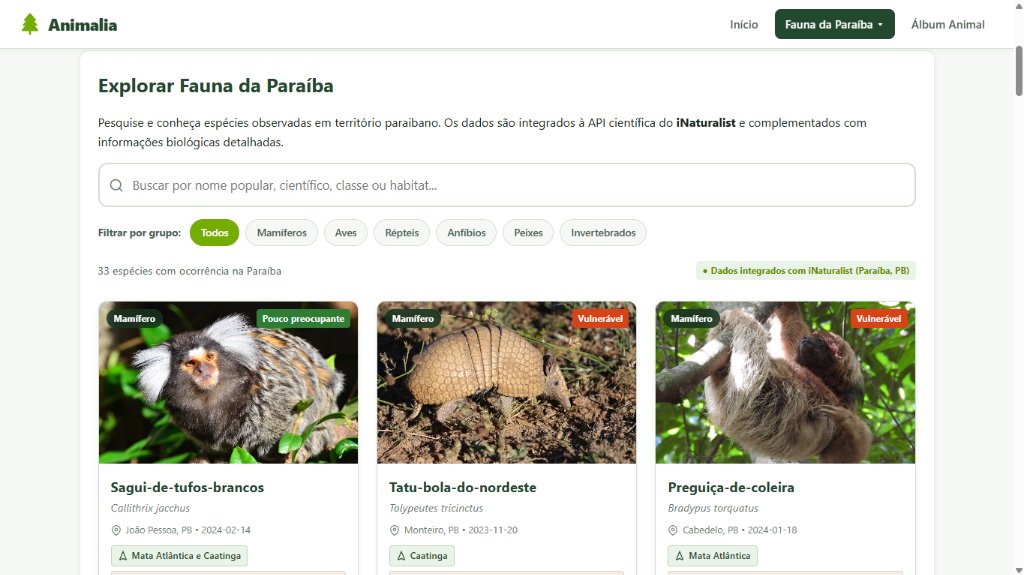 Animalia
Início
Fauna da Paraíba
Álbum Animal
Explorar Fauna da Paraíba
Pesquise e conheça espécies observadas em território paraibano. Os dados são integrados à API científica do iNaturalist e complementados com
informações biológicas detalhadas.
Buscar por nome popular, científico, classe ou habitat...
Filtrar por grupo:
Todos
Mamíferos
Aves
Répteis
Anfíbios
Peixes
Invertebrados
33 espécies com ocorrência na Paraíba
• Dados integrados com iNaturalist (Paraíba, PB)
Mamífero
Pouco preocupante
Mamífero
Vulnerável
Mamífero
Vulnerável
Sagui-de-tufos-brancos
Callithrix jacchus
João Pessoa, PB • 2024-02-14
Mata Atlântica e Caatinga
Tatu-bola-do-nordeste
Tolypeutes tricinctus
Monteiro, PB • 2023-11-20
Caatinga
Preguiça-de-coleira
Bradypus torquatus
Cabedelo, PB • 2024-01-18
Mata Atlântica